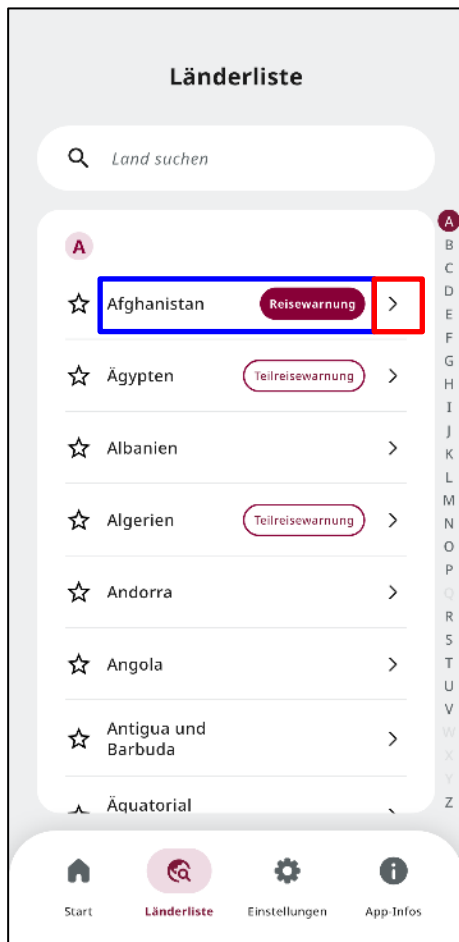 Länderliste
Land suchen
A
Afghanistan Reisewarnung
Ägypten Teilreisewarnung
Albanien
Algerien Teilreisewarnung
Andorra
Angola
Antigua und
Barbuda
Äquatorial
A
B
C
D
E
F
G
H
I
J
K
L
M
N
O
P
Q
R
S
T
U
V
W
X
Y
Z
Start Länderliste Einstellungen App-Infos